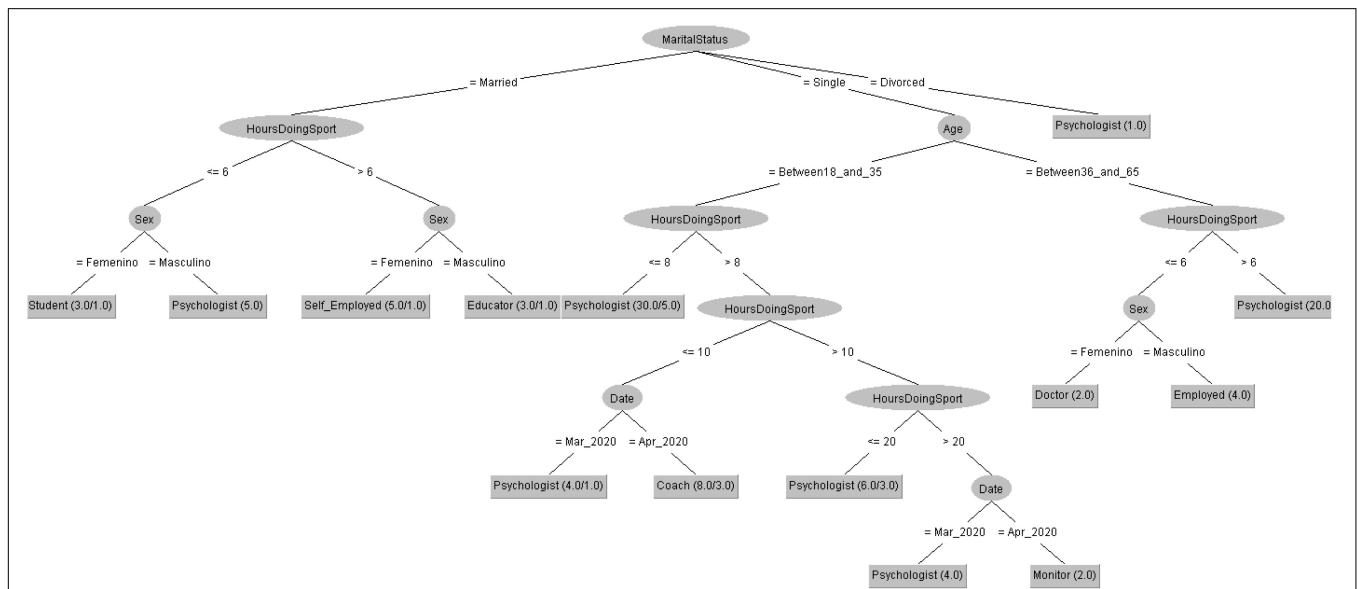 MaritalStatus
= Married
= Single
= Divorced
HoursDoingSport
Age
Psychologist (1.0)
<= 6
> 6
= Between18_and_35
= Between36_and_65
Sex
Sex
HoursDoingSport
HoursDoingSport
= Femenino
= Masculino
= Femenino
= Masculino
<= 8
> 8
<= 6
> 6
Student (3.0/1.0)
Psychologist (5.0)
Self_Employed (5.0/1.0)
Educator (3.0/1.0)
Psychologist (30.0/5.0)
HoursDoingSport
Sex
Psychologist (20.0
<= 10
> 10
= Femenino
= Masculino
Date
HoursDoingSport
Doctor (2.0)
Employed (4.0)
= Mar_2020
= Apr_2020
<= 20
> 20
Psychologist (4.0/1.0)
Coach (8.0/3.0)
Psychologist (6.0/3.0)
Date
= Mar_2020
= Apr_2020
Psychologist (4.0)
Monitor (2.0)